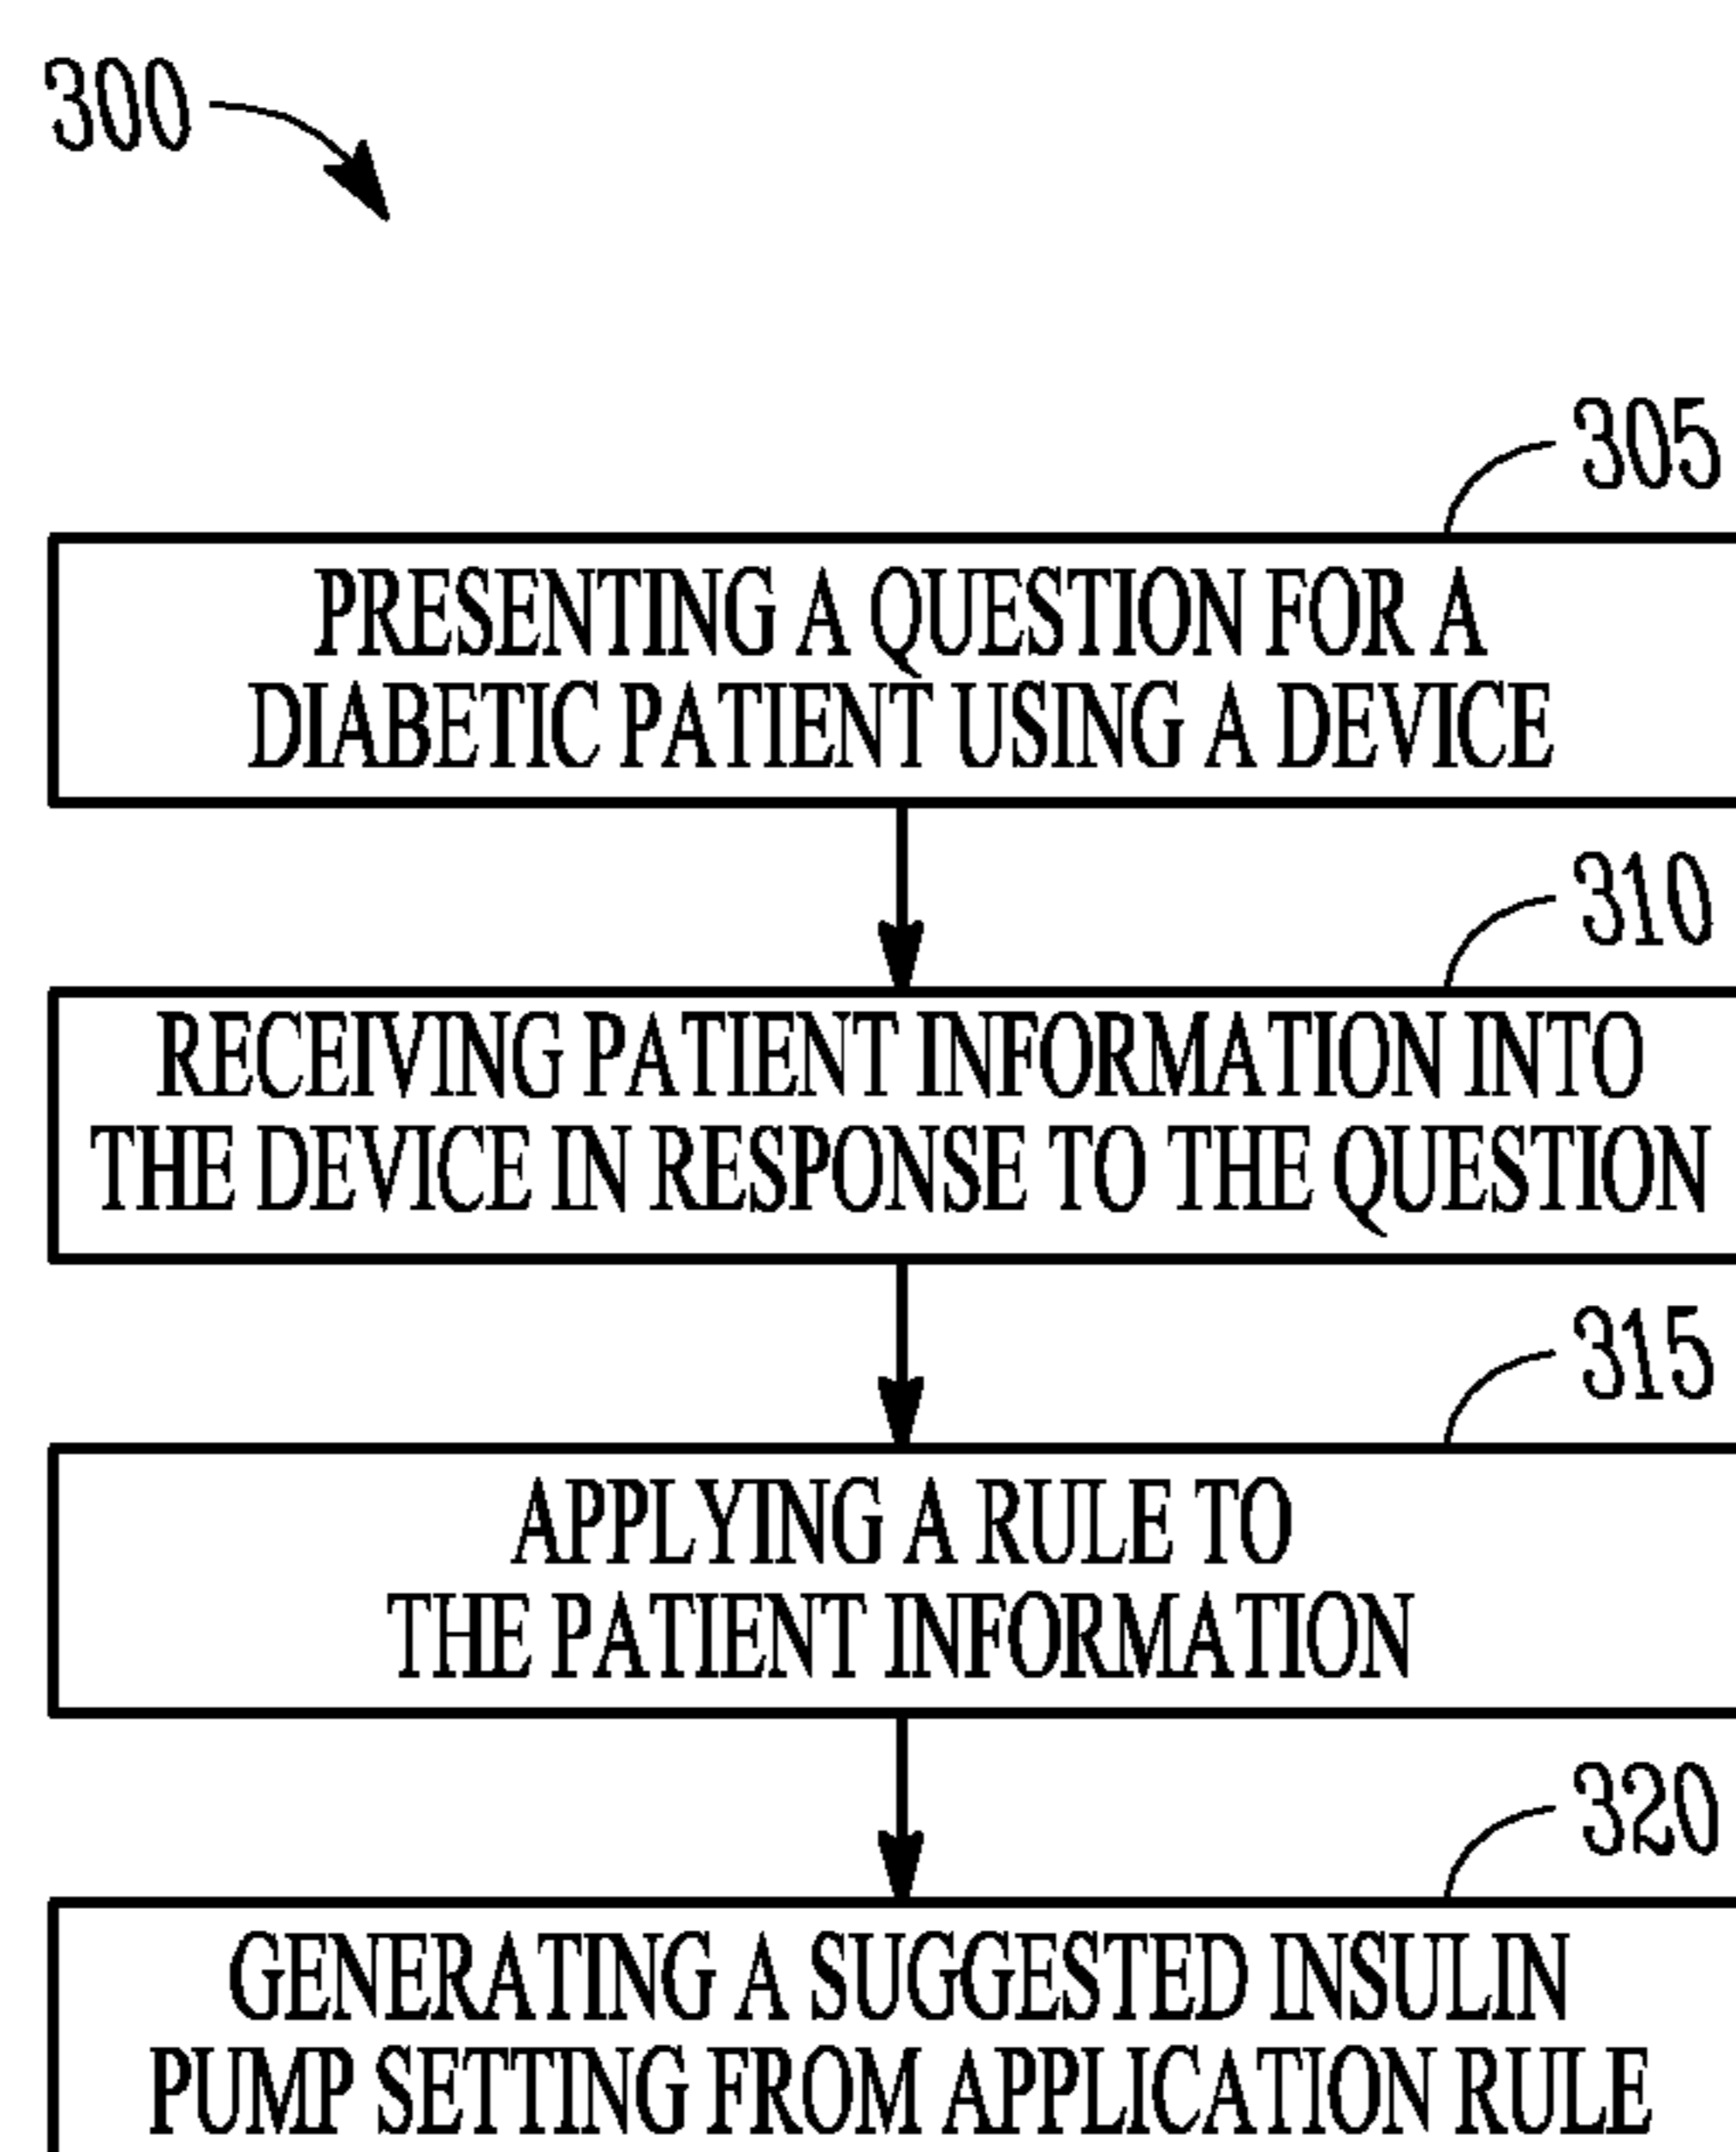 300
305
PRESENTING A QUESTION FOR A
DIABETIC PATIENT USING A DEVICE
310
RECEIVING PATIENT INFORMATION INTO
THE DEVICE IN RESPONSE TO THE QUESTION
315
APPLYING A RULE TO
THE PATIENT INFORMATION
320
GENERATING A SUGGESTED INSULIN
PUMP SETTING FROM APPLICATION RULE